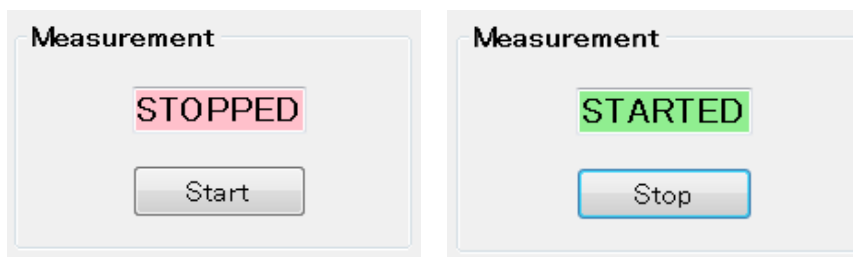 Measurement
STOPPED
Start
Measurement
STARTED
Stop